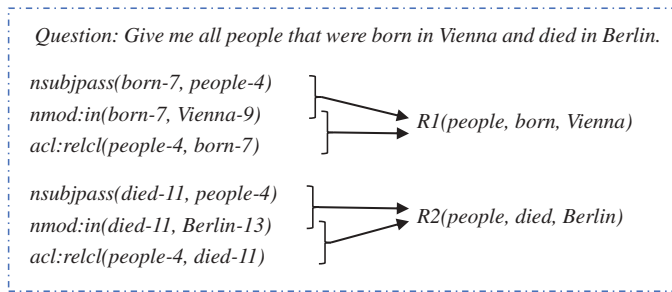 Question: Give me all people that were born in Vienna and died in Berlin.
nsubjpass(born-7, people-4)
nmod:in(born-7, Vienna-9)
acl:relcl(people-4, born-7)
R1(people, born, Vienna)
nsubjpass(died-11, people-4)
nmod:in(died-11, Berlin-13)
acl:relcl(people-4, died-11)
R2(people, died, Berlin)